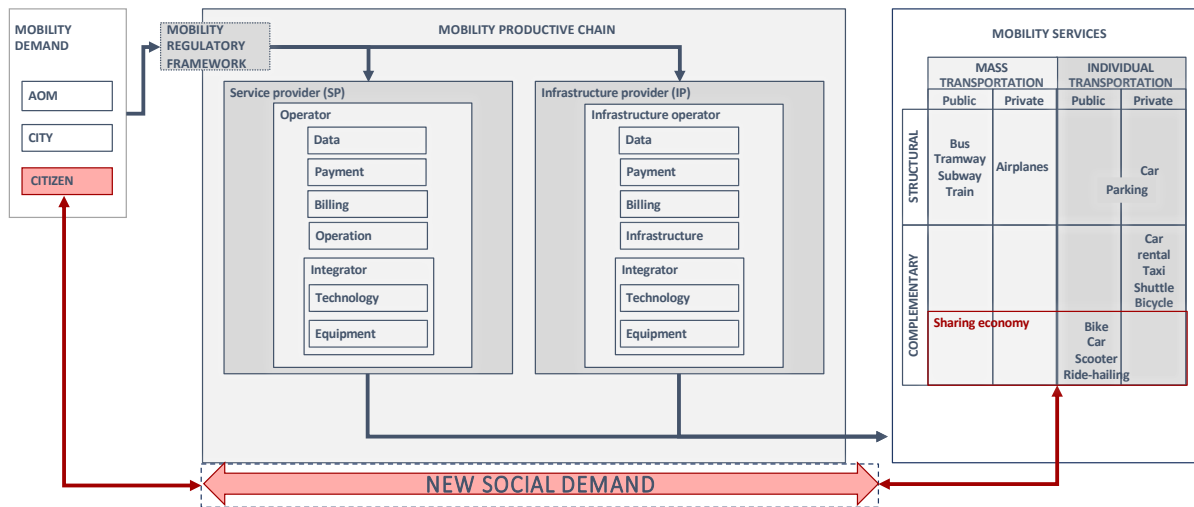 MOBILITY
DEMAND
AOM
CITY
CITIZEN
MOBILITY
REGULATORY
FRAMEWORK
MOBILITY PRODUCTIVE CHAIN
Service provider (SP)
Operator
Data
Payment
Billing
Operation
Integrator
Technology
Equipment
Infrastructure provider (IP)
Infrastructure operator
Data
Payment
Billing
Infrastructure
Integrator
Technology
Equipment
MOBILITY SERVICES
MASS
TRANSPORTATION
INDIVIDUAL
TRANSPORTATION
Public
Private
Public
Private
STRUCTURAL
Bus
Tramway
Subway
Train
Airplanes
Car
Parking
COMPLEMENTARY
Car
rental
Taxi
Shuttle
Bicycle
Sharing economy
Bike
Car
Scooter
Ride-hailing
NEW SOCIAL DEMAND